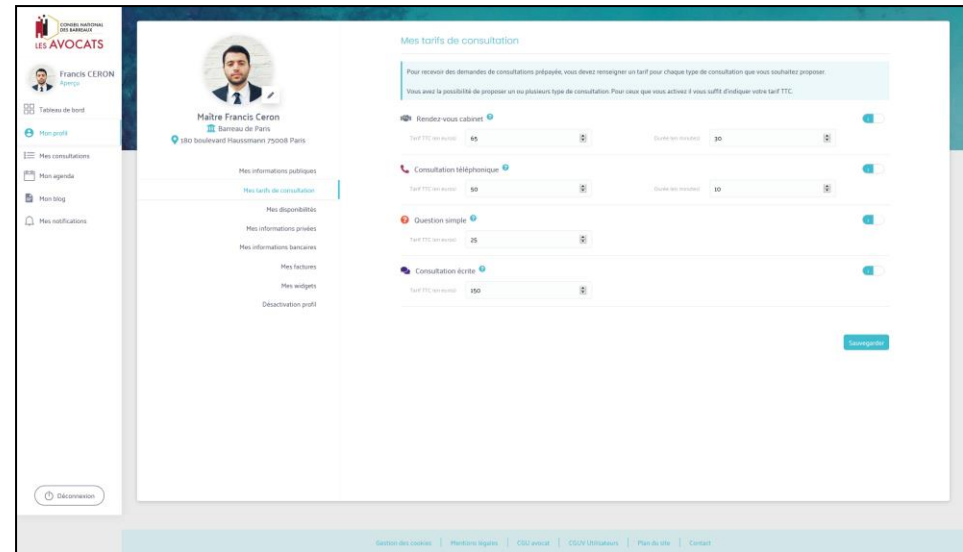 CONSEIL NATIONAL
DES BARREAUX
LES AVOCATS
Francis CERON
Aperçu
Tableau de bord
Mon profil
Mes consultations
Mon agenda
Mon blog
Mes notifications
Déconnexion
Maître Francis Ceron
Barreau de Paris
180 boulevard Haussmann 75008 Paris
Mes informations publiques
Mes tarifs de consultation
Mes disponibilités
Mes informations privées
Mes informations bancaires
Mes factures
Mes widgets
Désactivation profil
Mes tarifs de consultation
Pour recevoir des demandes de consultations prépayée, vous devez renseigner un tarif pour chaque type de consultation que vous souhaitez proposer.
Vous avez la possibilité de proposer un ou plusieurs type de consultation. Pour ceux que vous activez il vous suffit d'indiquer votre tarif TTC.
Rendez-vous cabinet ?
Tarif TTC (en euros) 65 Durée (en minutes) 30
Consultation téléphonique ?
Tarif TTC (en euros) 50 Durée (en minutes) 10
Question simple ?
Tarif TTC (en euros) 25
Consultation écrite ?
Tarif TTC (en euros) 150
Sauvegarder
Gestion des cookies | Mentions légales | CGU avocat | CGUV Utilisateurs | Plan du site | Contact